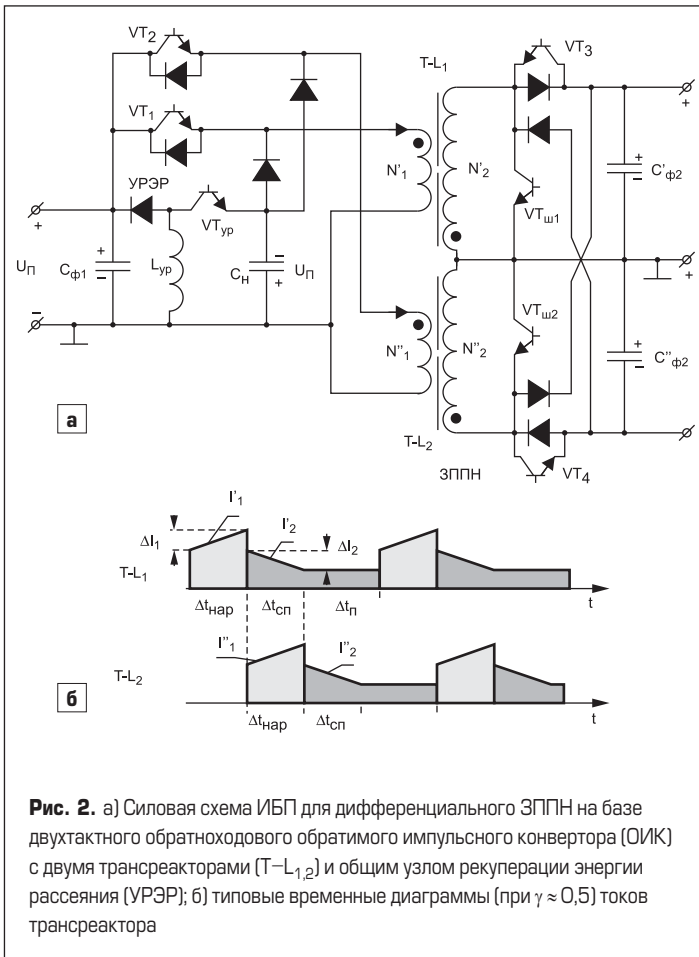 VT₂
VT₁
УРЭР
VTур
Uп
+
−
Cф1
+
−
Lур
Cн
−
+
Uп
T-L₁
N'₁
N'₂
N''₁
N''₂
T-L₂
VT₃
VTш1
VTш2
VT₄
ЗППН
C'ф2
+
−
C''ф2
+
−
+
+
а
I'₁
I'₂
ΔI₁
ΔI₂
T-L₁
Δtнар
Δtсп
Δtп
t
I''₁
I''₂
T-L₂
Δtнар
Δtсп
t
б
Рис. 2. а) Силовая схема ИБП для дифференциального ЗППН на базе
двухтактного обратноходового обратимого импульсного конвертора (ОИК)
с двумя трансреакторами (T–L₁,₂) и общим узлом рекуперации энергии
рассеяния (УРЭР); б) типовые временные диаграммы (при γ ≈ 0,5) токов
трансреактора